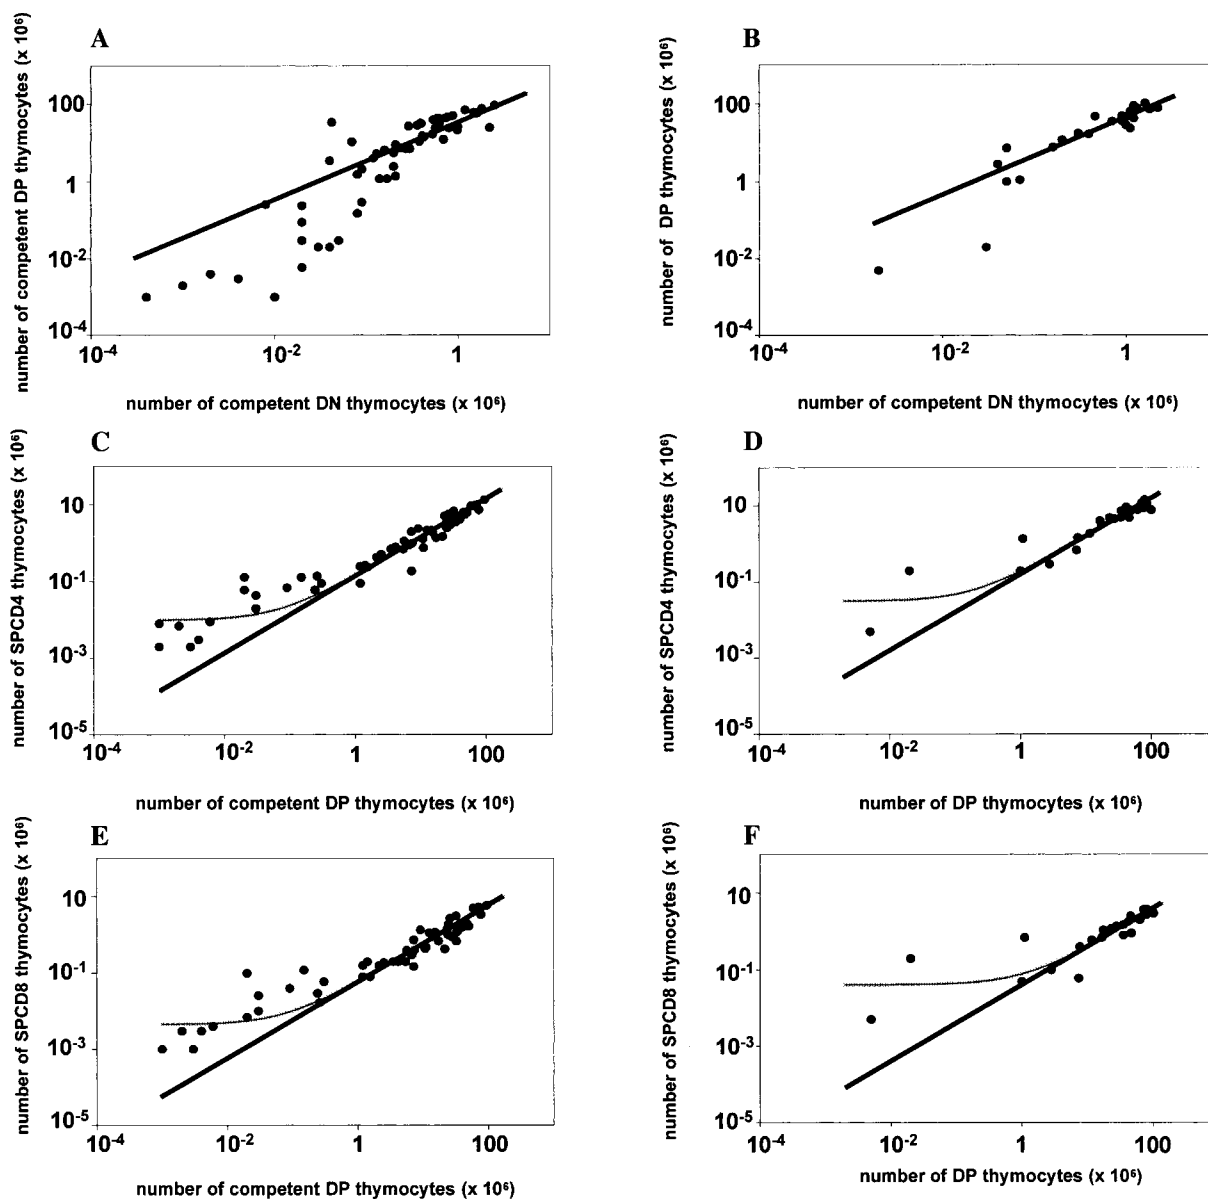 A
number of competent DP thymocytes (x 10⁶)
100
1
10⁻²
10⁻⁴
10⁻⁴
10⁻²
1
number of competent DN thymocytes (x 10⁶)
B
number of DP thymocytes (x 10⁶)
100
1
10⁻²
10⁻⁴
10⁻⁴
10⁻²
1
number of competent DN thymocytes (x 10⁶)
C
number of SPCD4 thymocytes (x 10⁶)
10
10⁻¹
10⁻³
10⁻⁵
10⁻⁴
10⁻²
1
100
number of competent DP thymocytes (x 10⁶)
D
number of SPCD4 thymocytes (x 10⁶)
10
10⁻¹
10⁻³
10⁻⁵
10⁻⁴
10⁻²
1
100
number of DP thymocytes (x 10⁶)
E
number of SPCD8 thymocytes (x 10⁶)
10
10⁻¹
10⁻³
10⁻⁵
10⁻⁴
10⁻²
1
100
number of competent DP thymocytes (x 10⁶)
F
number of SPCD8 thymocytes (x 10⁶)
10
10⁻¹
10⁻³
10⁻⁵
10⁻⁴
10⁻²
1
100
number of DP thymocytes (x 10⁶)